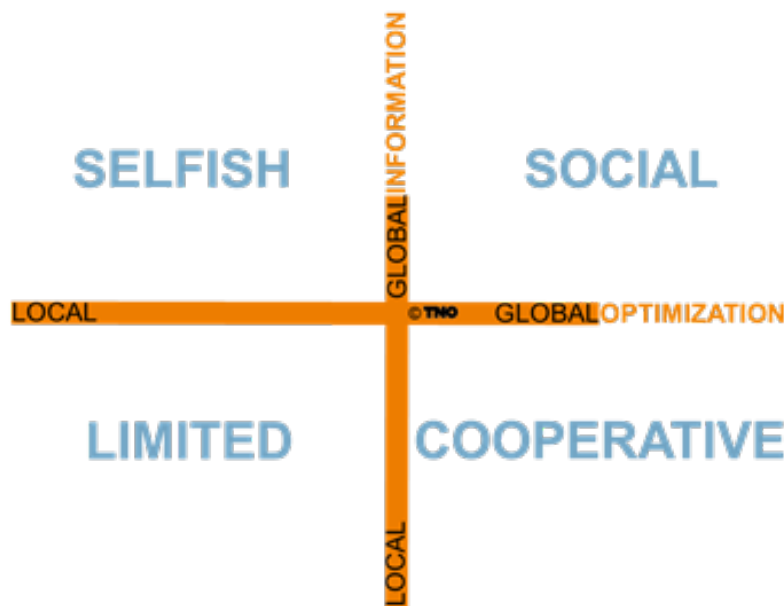 GLOBAL INFORMATION
SELFISH
SOCIAL
LOCAL
© TNO
GLOBAL OPTIMIZATION
LIMITED
COOPERATIVE
LOCAL